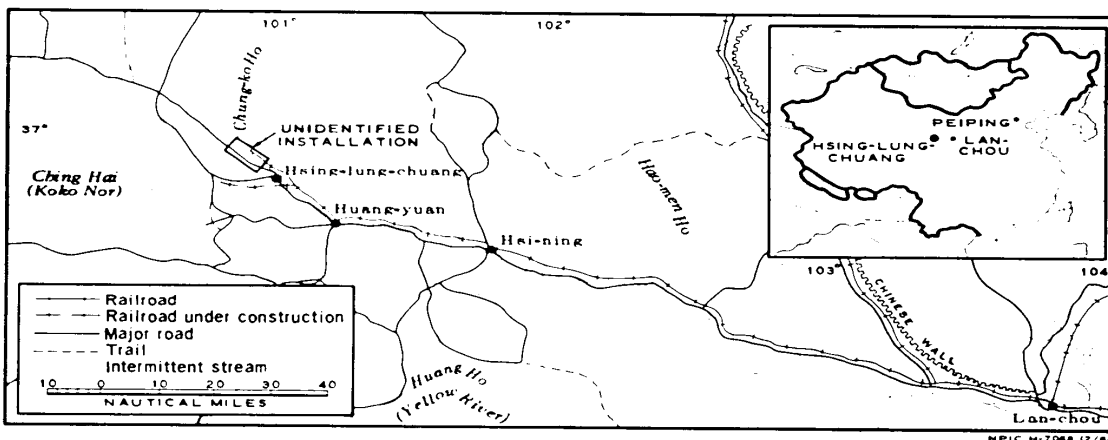 101°
102°
37°
Chung-ko Ho
UNIDENTIFIED
INSTALLATION
Hsing-lung-chuang
Ching Hai
(Koko Nor)
Huang-yuan
Hsi-ning
Hao-men Ho
PEIPING
HSING-LUNG-
CHUANG
LAN-
CHOU
103°
104
CHINESE WALL
Railroad
Railroad under construction
Major road
Trail
Intermittent stream
10 0 10 20 30 40
NAUTICAL MILES
Huang Ho
(Yellow River)
Lan-chou